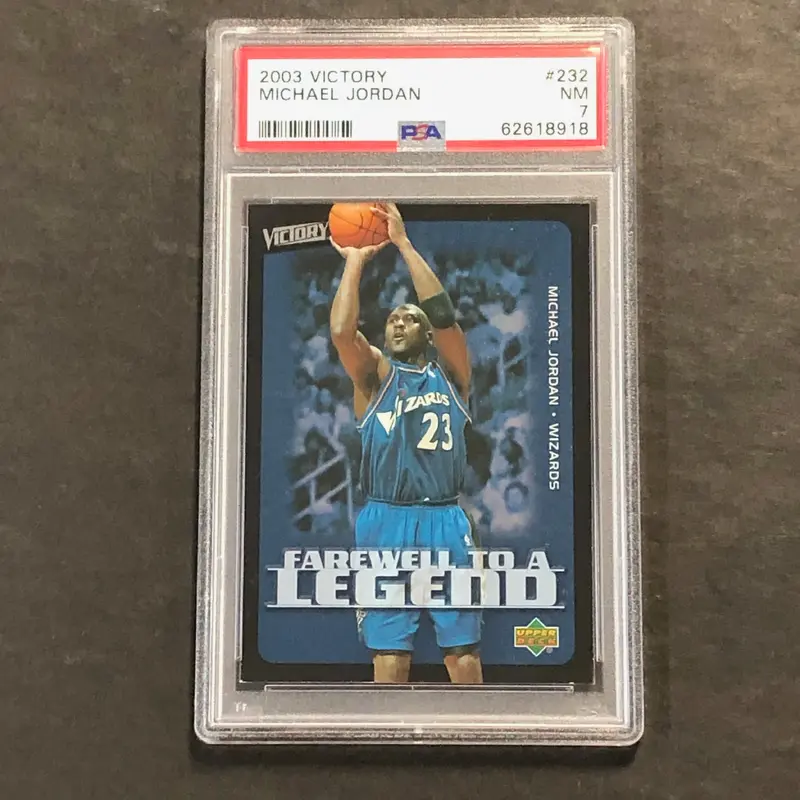 2003 VICTORY #232
MICHAEL JORDAN NM
7
PSA 62618918
VICTORY
MICHAEL JORDAN • WIZARDS
WIZARDS
23
FAREWELL TO A
LEGEND
UPPER
DECK